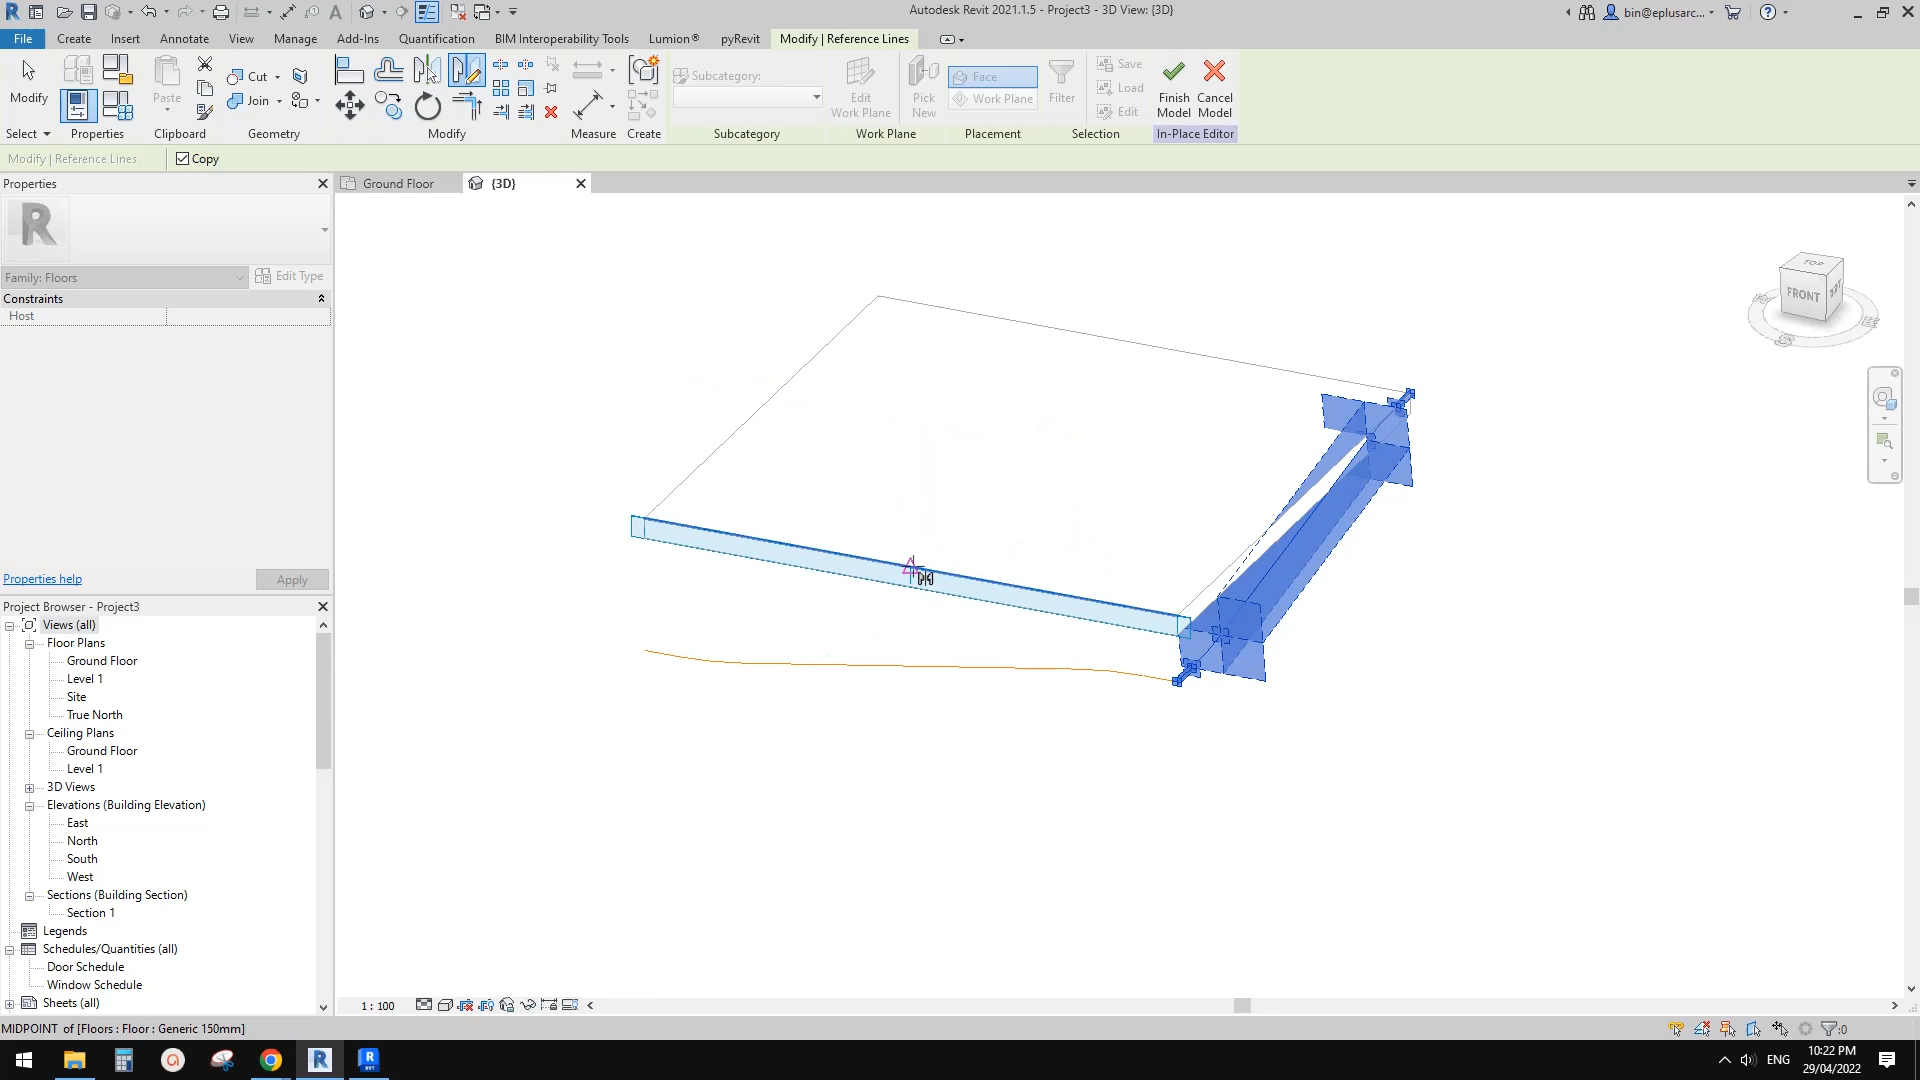 Autodesk Revit 2021.1.5 - Project3 - 3D View: {3D}
bin@eplusarc...
File Create Insert Annotate View Manage Add-Ins Quantification BIM Interoperability Tools Lumion® pyRevit Modify | Reference Lines
Modify
Paste
Cut
Join
Subcategory:
Edit
Work Plane
Pick
New
Face
Work Plane
Filter
Save
Load
Edit
Finish
Model
Cancel
Model
Select Properties Clipboard Geometry Modify Measure Create Subcategory Work Plane Placement Selection In-Place Editor
Modify | Reference Lines Copy
Properties
Ground Floor {3D}
Family: Floors Edit Type
Constraints
Host
TOP
FRONT
Properties help Apply
Project Browser - Project3
Views (all)
Floor Plans
Ground Floor
Level 1
Site
True North
Ceiling Plans
Ground Floor
Level 1
3D Views
Elevations (Building Elevation)
East
North
South
West
Sections (Building Section)
Section 1
Legends
Schedules/Quantities (all)
Door Schedule
Window Schedule
Sheets (all)
1 : 100
MIDPOINT of [Floors : Floor : Generic 150mm]
:0
ENG
10:22 PM
29/04/2022